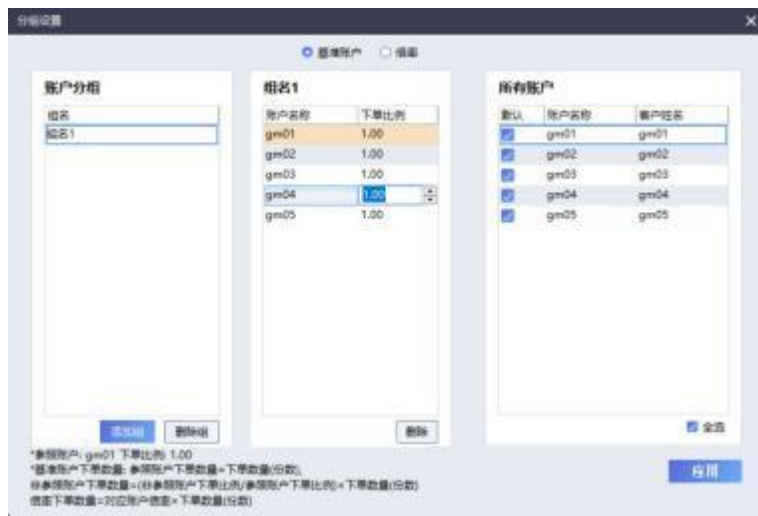 分组设置
基准账户 倍率
账户分组
组名
组名1
添加组 删除组
组名1
账户名称 下单比例
gm01 1.00
gm02 1.00
gm03 1.00
gm04 1.00
gm05 1.00
删除
所有账户
默认 账户名称 客户姓名
gm01 gm01
gm02 gm02
gm03 gm03
gm04 gm04
gm05 gm05
全选
*参照账户: gm01 下单比例: 1.00
*基准账户下单数量: 参照账户下单数量=下单数量(份数),
非参照账户下单数量=(非参照账户下单比例/参照账户下单比例)×下单数量(份数)
倍率下单数量=对应账户倍率×下单数量(份数)
应用